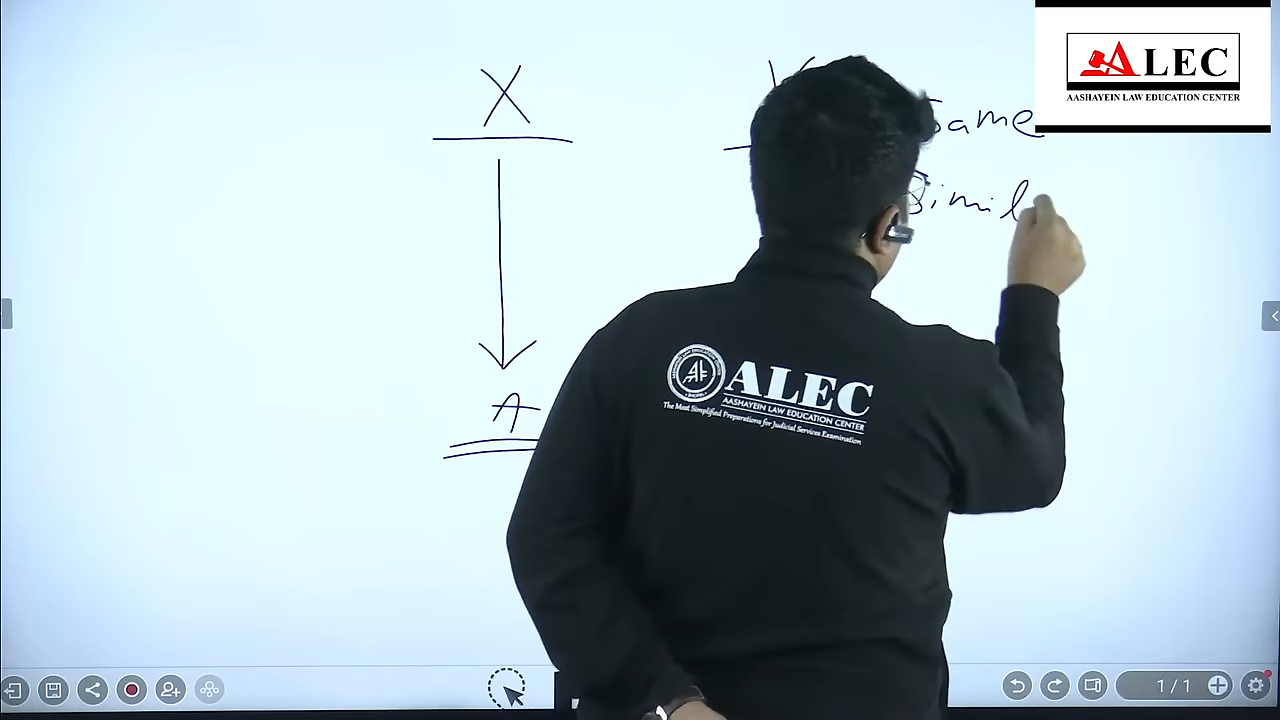 ALEC
AASHAYEIN LAW EDUCATION CENTER
X
Same
Simil
A
ALEC
AASHAYEIN LAW EDUCATION CENTER
The Most Simplified Preparations for Judicial Services Examination
1/1